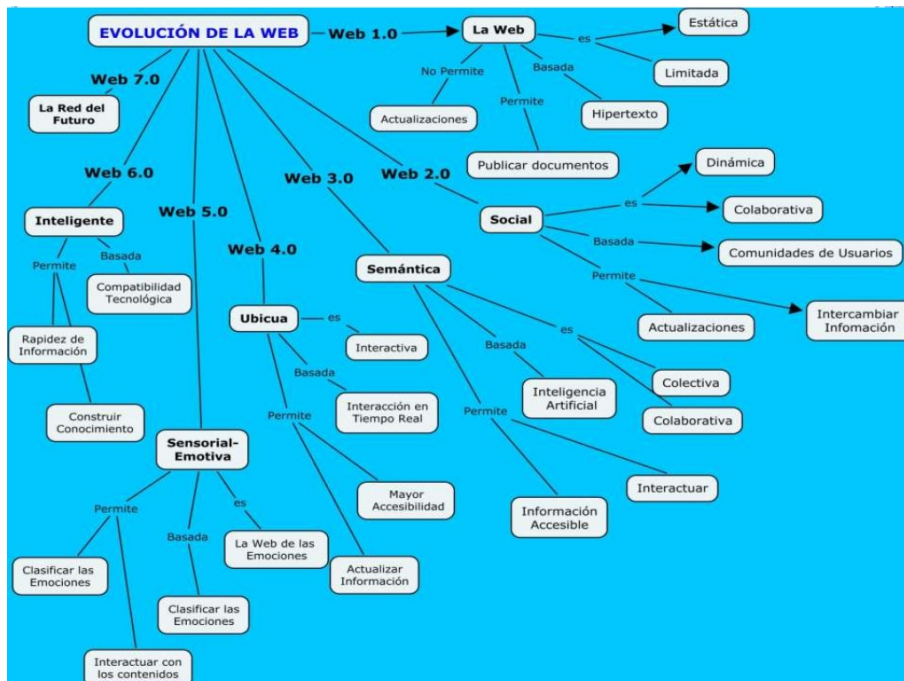 EVOLUCIÓN DE LA WEB
Web 1.0
La Web
es
Estática
Limitada
No Permite
Actualizaciones
Permite
Publicar documentos
Basada
Hipertexto
Web 2.0
Social
es
Dinámica
Colaborativa
Basada
Comunidades de Usuarios
Permite
Actualizaciones
Intercambiar
Infomación
Web 3.0
Semántica
es
Colectiva
Colaborativa
Basada
Inteligencia
Artificial
Permite
Interactuar
Información
Accesible
Web 4.0
Ubicua
es
Interactiva
Basada
Interacción en
Tiempo Real
Permite
Mayor
Accesibilidad
Actualizar
Información
Web 5.0
Sensorial-
Emotiva
es
La Web de las
Emociones
Basada
Clasificar las
Emociones
Permite
Clasificar las
Emociones
Interactuar con
los contenidos
Web 6.0
Inteligente
Permite
Rapidez de
Información
Construir
Conocimiento
Basada
Compatibilidad
Tecnológica
Web 7.0
La Red del
Futuro